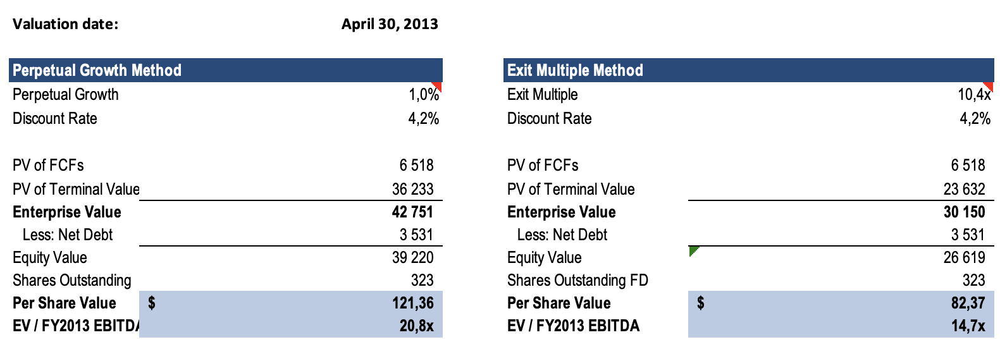 Valuation date: April 30, 2013
Perpetual Growth Method
Perpetual Growth 1,0%
Discount Rate 4,2%
PV of FCFs 6 518
PV of Terminal Value 36 233
Enterprise Value 42 751
Less: Net Debt 3 531
Equity Value 39 220
Shares Outstanding 323
Per Share Value $ 121,36
EV / FY2013 EBITDA 20,8x
Exit Multiple Method
Exit Multiple 10,4x
Discount Rate 4,2%
PV of FCFs 6 518
PV of Terminal Value 23 632
Enterprise Value 30 150
Less: Net Debt 3 531
Equity Value 26 619
Shares Outstanding FD 323
Per Share Value $ 82,37
EV / FY2013 EBITDA 14,7x